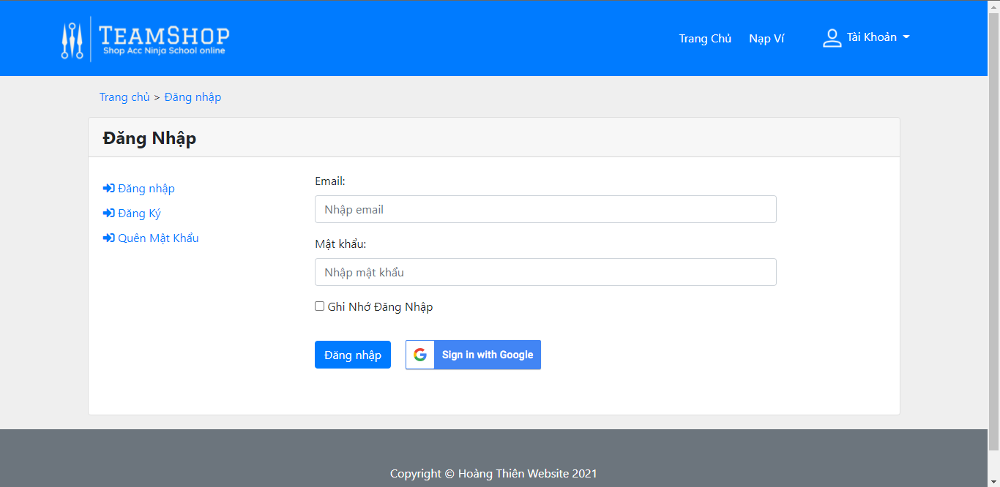 TEAMSHOP
Shop Acc Ninja School online
Trang Chủ Nạp Ví Tài Khoản
Trang chủ > Đăng nhập
Đăng Nhập
Đăng nhập
Đăng Ký
Quên Mật Khẩu
Email:
Nhập email
Mật khẩu:
Nhập mật khẩu
Ghi Nhớ Đăng Nhập
Đăng nhập Sign in with Google
Copyright © Hoàng Thiên Website 2021